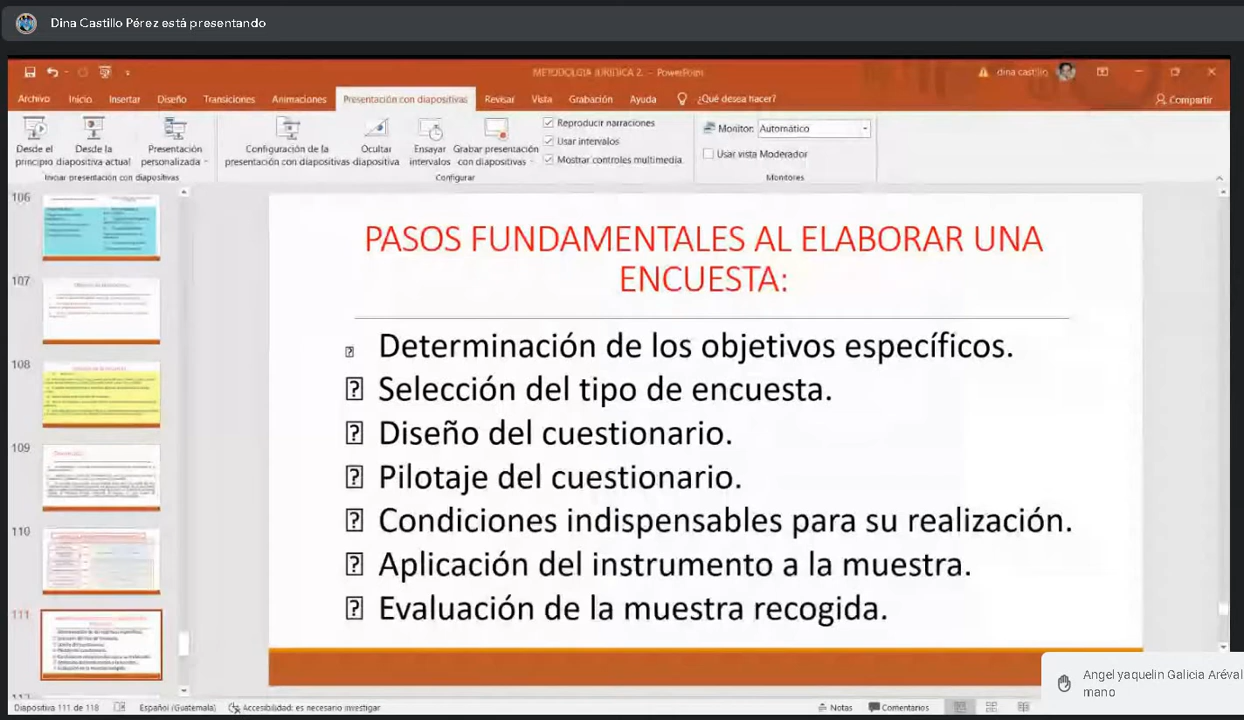 Dina Castillo Pérez está presentando
METODOLGIA JURIDICA 2. - PowerPoint
dina castillo
Archivo Inicio Insertar Diseño Transiciones Animaciones Presentación con diapositivas Revisar Vista Grabación Ayuda ¿Qué desea hacer? Compartir
Desde el principio
Desde la diapositiva actual
Presentación personalizada
Iniciar presentación con diapositivas
Configuración de la presentación con diapositivas
Ocultar diapositiva
Ensayar intervalos
Grabar presentación con diapositivas
Reproducir narraciones
Usar intervalos
Mostrar controles multimedia
Configurar
Monitor: Automático
Usar vista Moderador
Monitores
106
107
108
109
110
111
PASOS FUNDAMENTALES AL ELABORAR UNA
ENCUESTA:
Determinación de los objetivos específicos.
Selección del tipo de encuesta.
Diseño del cuestionario.
Pilotaje del cuestionario.
Condiciones indispensables para su realización.
Aplicación del instrumento a la muestra.
Evaluación de la muestra recogida.
Angel yaquelin Galicia Aréval
mano
Diapositiva 111 de 118 Español (Guatemala) Accesibilidad: es necesario investigar Notas Comentarios